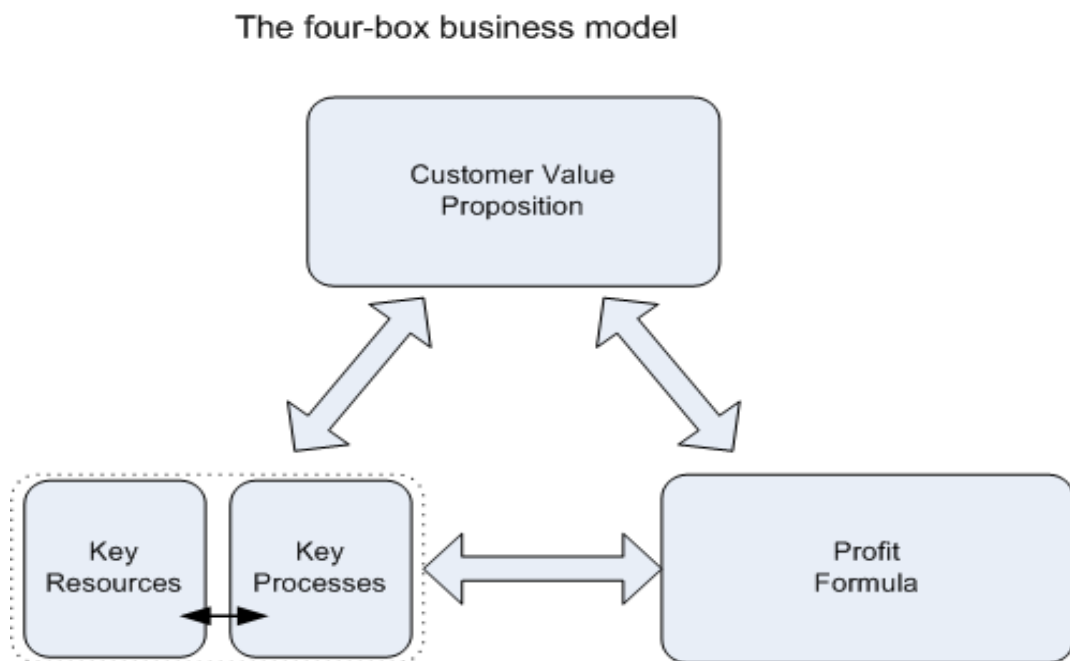 The four-box business model
Customer Value
Proposition
Key
Resources
Key
Processes
Profit
Formula